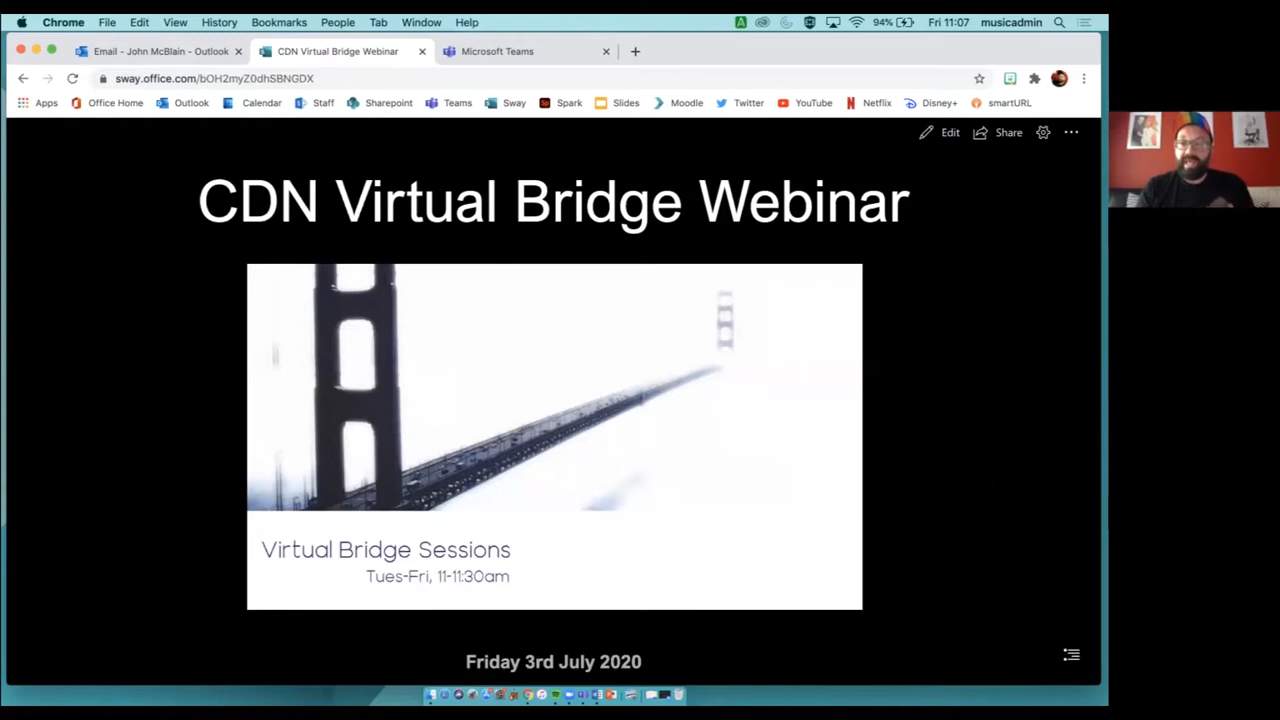 Chrome File Edit View History Bookmarks People Tab Window Help 94% Fri 11:07 musicadmin
Email - John McBlain - Outlook CDN Virtual Bridge Webinar Microsoft Teams
sway.office.com/bOH2myZ0dhSBNGDX
Apps Office Home Outlook Calendar Staff Sharepoint Teams Sway Spark Slides Moodle Twitter YouTube Netflix Disney+ smartURL
Edit Share
CDN Virtual Bridge Webinar
Virtual Bridge Sessions
Tues-Fri, 11-11:30am
Friday 3rd July 2020